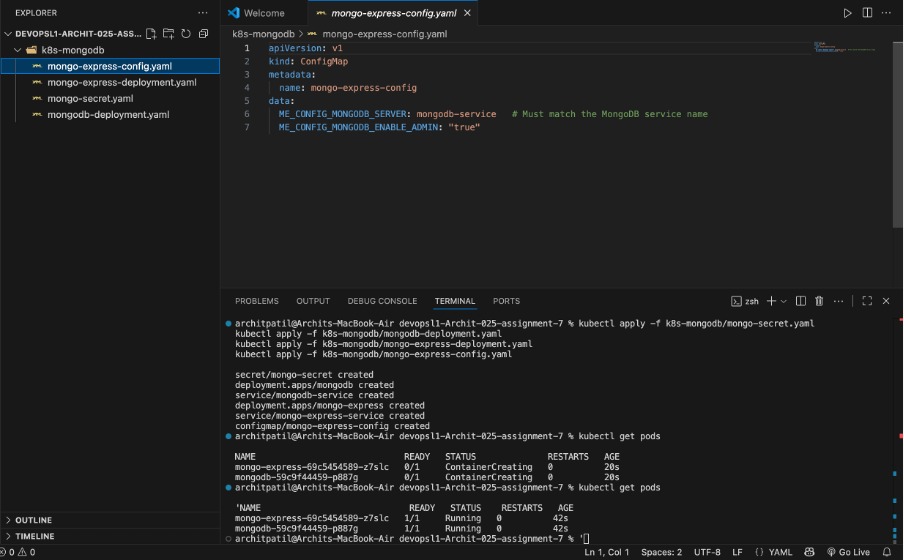 EXPLORER
···
Welcome
mongo-express-config.yaml
DEVOPSL1-ARCHIT-025-ASS...
k8s-mongodb
mongo-express-config.yaml
mongo-express-deployment.yaml
mongo-secret.yaml
mongodb-deployment.yaml
k8s-mongodb > mongo-express-config.yaml
1 apiVersion: v1
2 kind: ConfigMap
3 metadata:
4   name: mongo-express-config
5 data:
6   ME_CONFIG_MONGODB_SERVER: mongodb-service   # Must match the MongoDB service name
7   ME_CONFIG_MONGODB_ENABLE_ADMIN: "true"
PROBLEMS OUTPUT DEBUG CONSOLE TERMINAL PORTS
zsh
architpatil@Archits-MacBook-Air devopsl1-Archit-025-assignment-7 % kubectl apply -f k8s-mongodb/mongo-secret.yaml
kubectl apply -f k8s-mongodb/mongodb-deployment.yaml
kubectl apply -f k8s-mongodb/mongo-express-deployment.yaml
kubectl apply -f k8s-mongodb/mongo-express-config.yaml
secret/mongo-secret created
deployment.apps/mongodb created
service/mongodb-service created
deployment.apps/mongo-express created
service/mongo-express-service created
configmap/mongo-express-config created
architpatil@Archits-MacBook-Air devopsl1-Archit-025-assignment-7 % kubectl get pods
NAME READY STATUS RESTARTS AGE
mongo-express-69c5454589-z7slc 0/1 ContainerCreating 0 20s
mongodb-59c9f44459-p887g 0/1 ContainerCreating 0 20s
architpatil@Archits-MacBook-Air devopsl1-Archit-025-assignment-7 % kubectl get pods
'NAME READY STATUS RESTARTS AGE
mongo-express-69c5454589-z7slc 1/1 Running 0 42s
mongodb-59c9f44459-p887g 1/1 Running 0 42s
architpatil@Archits-MacBook-Air devopsl1-Archit-025-assignment-7 % '
OUTLINE
TIMELINE
0 0 Ln 1, Col 1 Spaces: 2 UTF-8 LF {} YAML Go Live